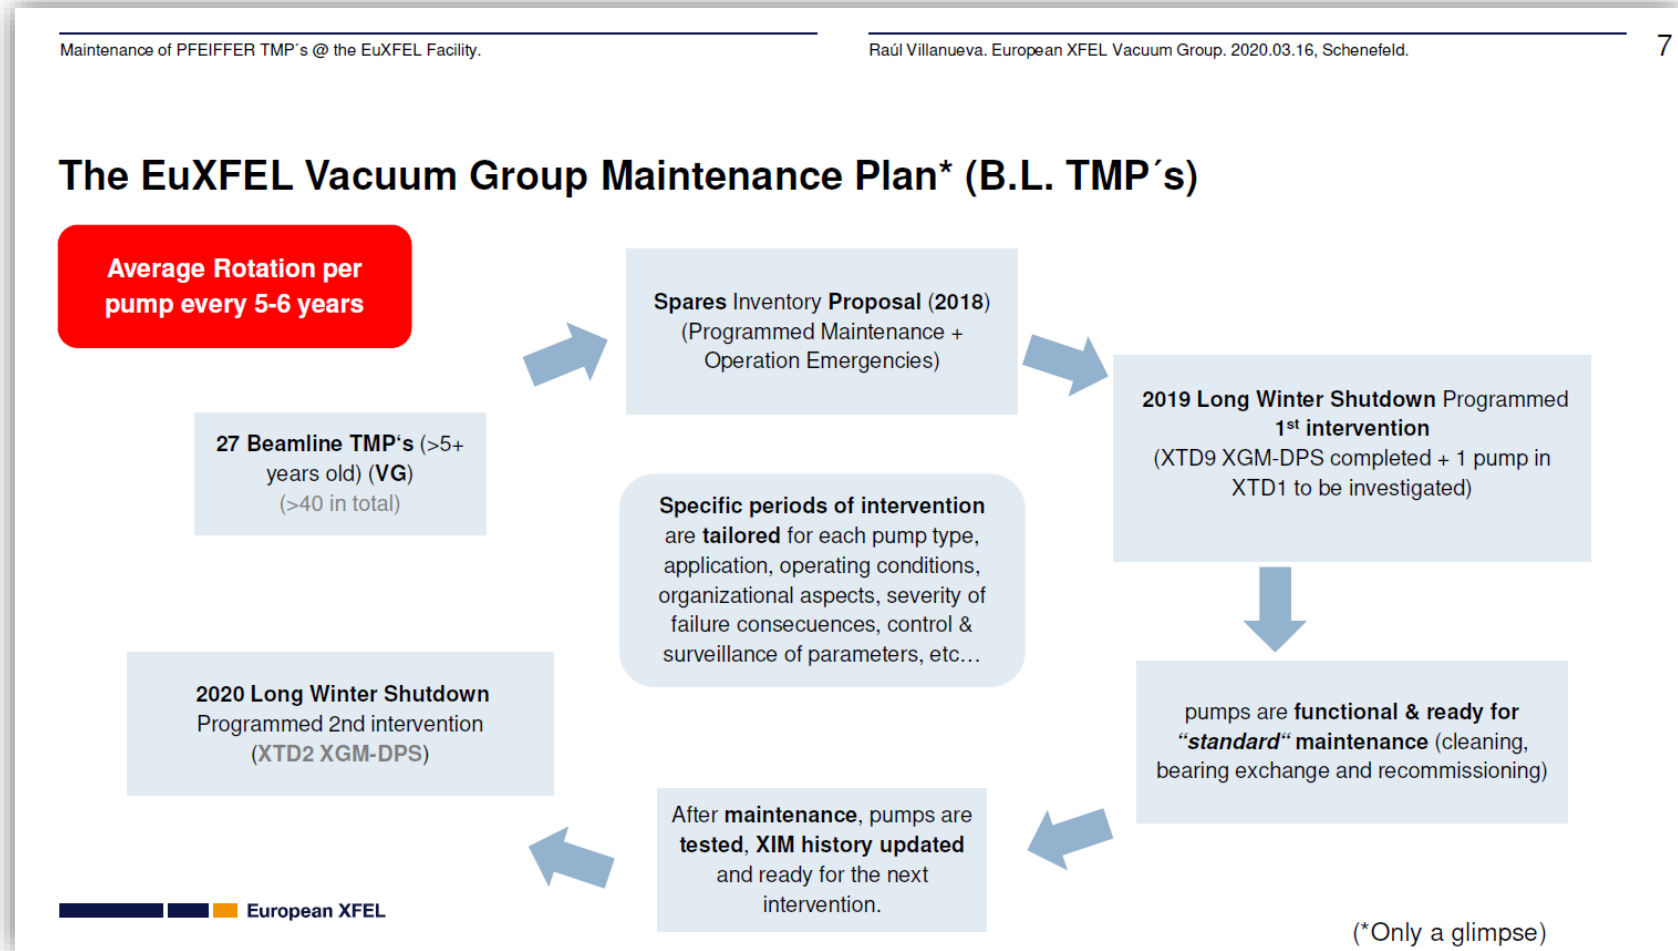 Maintenance of PFEIFFER TMP´s @ the EuXFEL Facility.
Raúl Villanueva. European XFEL Vacuum Group. 2020.03.16, Schenefeld.
7
The EuXFEL Vacuum Group Maintenance Plan* (B.L. TMP´s)
Average Rotation per
pump every 5-6 years
Spares Inventory Proposal (2018)
(Programmed Maintenance +
Operation Emergencies)
2019 Long Winter Shutdown Programmed
1st intervention
(XTD9 XGM-DPS completed + 1 pump in
XTD1 to be investigated)
27 Beamline TMP‘s (>5+
years old) (VG)
(>40 in total)
Specific periods of intervention
are tailored for each pump type,
application, operating conditions,
organizational aspects, severity of
failure consecuences, control &
surveillance of parameters, etc…
pumps are functional & ready for
“standard“ maintenance (cleaning,
bearing exchange and recommissioning)
2020 Long Winter Shutdown
Programmed 2nd intervention
(XTD2 XGM-DPS)
After maintenance, pumps are
tested, XIM history updated
and ready for the next
intervention.
European XFEL
(*Only a glimpse)